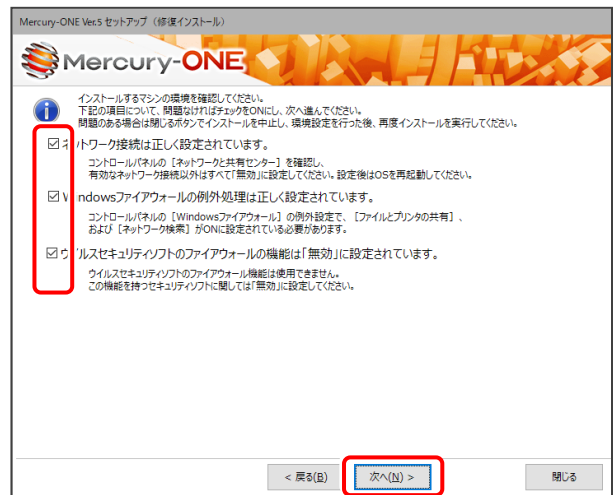 Mercury-ONE Ver.5 セットアップ（修復インストール）
Mercury-ONE
インストールするマシンの環境を確認してください。
下記の項目について、問題なければチェックをONにし、次へ進んでください。
問題のある場合は閉じるボタンでインストールを中止し、環境設定を行った後、再度インストールを実行してください。
ネットワーク接続は正しく設定されています。
コントロールパネルの［ネットワークと共有センター］を確認し、
有効なネットワーク接続以外はすべて「無効」に設定してください。設定後はOSを再起動してください。
Windowsファイアウォールの例外処理は正しく設定されています。
コントロールパネルの［Windowsファイアウォール］の例外設定で、［ファイルとプリンタの共有］、
および［ネットワーク検索］がONに設定されている必要があります。
ウイルスセキュリティソフトのファイアウォールの機能は「無効」に設定されています。
ウイルスセキュリティソフトのファイアウォール機能は使用できません。
この機能を持つセキュリティソフトに関しては「無効」に設定してください。
< 戻る(B) 次へ(N) > 閉じる